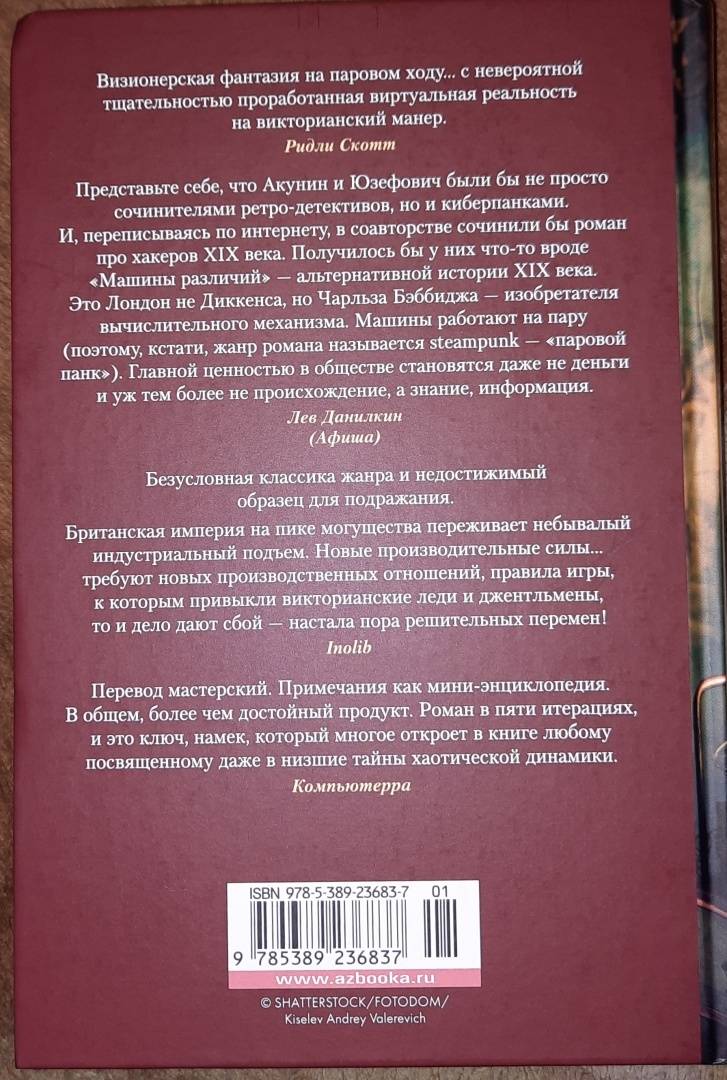 Визионерская фантазия на паровом ходу... с невероятной
тщательностью проработанная виртуальная реальность
на викторианский манер.
Ридли Скотт
Представьте себе, что Акунин и Юзефович были бы не просто
сочинителями ретро-детективов, но и киберпанками.
И, переписываясь по интернету, в соавторстве сочинили бы роман
про хакеров XIX века. Получилось бы у них что-то вроде
«Машины различий» — альтернативной истории XIX века.
Это Лондон не Диккенса, но Чарльза Бэббиджа — изобретателя
вычислительного механизма. Машины работают на пару
(поэтому, кстати, жанр романа называется steampunk — «паровой
панк»). Главной ценностью в обществе становятся даже не деньги
и уж тем более не происхождение, а знание, информация.
Лев Данилкин
(Афиша)
Безусловная классика жанра и недостижимый
образец для подражания.
Британская империя на пике могущества переживает небывалый
индустриальный подъем. Новые производительные силы...
требуют новых производственных отношений, правила игры,
к которым привыкли викторианские леди и джентльмены,
то и дело дают сбой — настала пора решительных перемен!
Inolib
Перевод мастерский. Примечания как мини-энциклопедия.
В общем, более чем достойный продукт. Роман в пяти итерациях,
и это ключ, намек, который многое откроет в книге любому
посвященному даже в низшие тайны хаотической динамики.
Компьютерра
ISBN 978-5-389-23683-7 01
9 785389 236837
www.azbooka.ru
© SHATTERSTOCK/FOTODOM/
Kiselev Andrey Valerevich